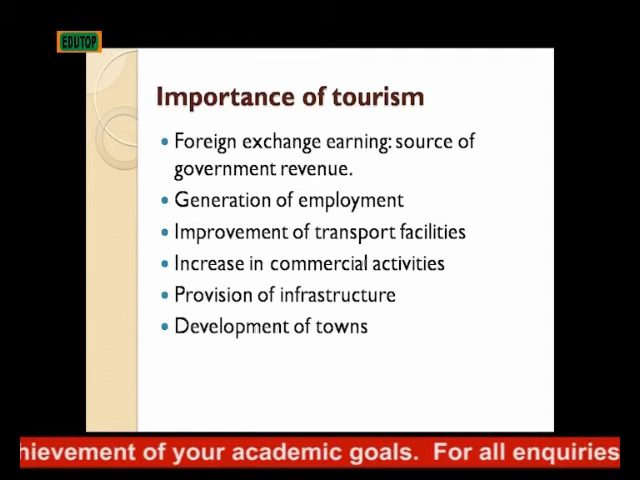 EDUTOP
Importance of tourism
• Foreign exchange earning: source of
government revenue.
• Generation of employment
• Improvement of transport facilities
• Increase in commercial activities
• Provision of infrastructure
• Development of towns
hievement of your academic goals. For all enquiries